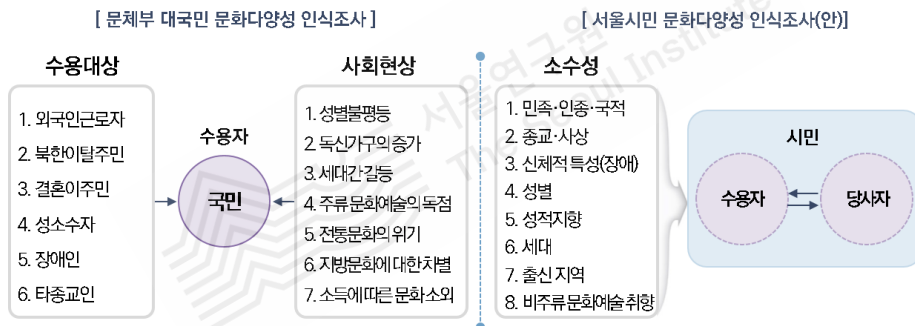 [ 문체부 대국민 문화다양성 인식조사 ]
수용대상
1. 외국인근로자
2. 북한이탈주민
3. 결혼이주민
4. 성소수자
5. 장애인
6. 타종교인
수용자
국민
사회현상
1. 성별불평등
2. 독신가구의 증가
3. 세대간 갈등
4. 주류 문화예술의 독점
5. 전통문화의 위기
6. 지방문화에 대한 차별
7. 소득에 따른 문화 소외
[ 서울시민 문화다양성 인식조사(안)]
소수성
1. 민족·인종·국적
2. 종교·사상
3. 신체적 특성(장애)
4. 성별
5. 성적지향
6. 세대
7. 출신 지역
8. 비주류 문화예술 취향
시민
수용자
당사자
서울연구원
The Seoul Institute